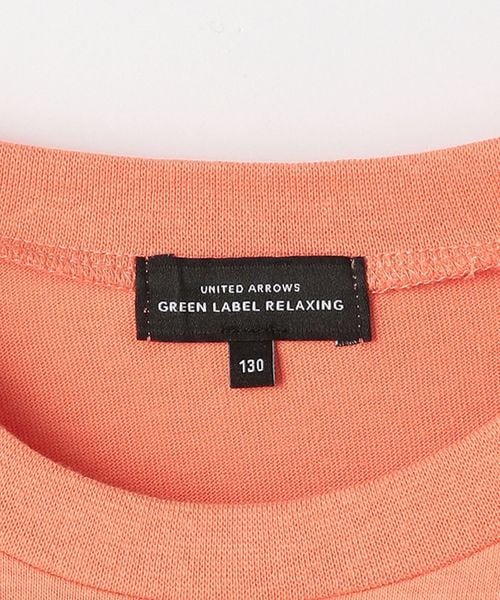 UNITED ARROWS
GREEN LABEL RELAXING
130